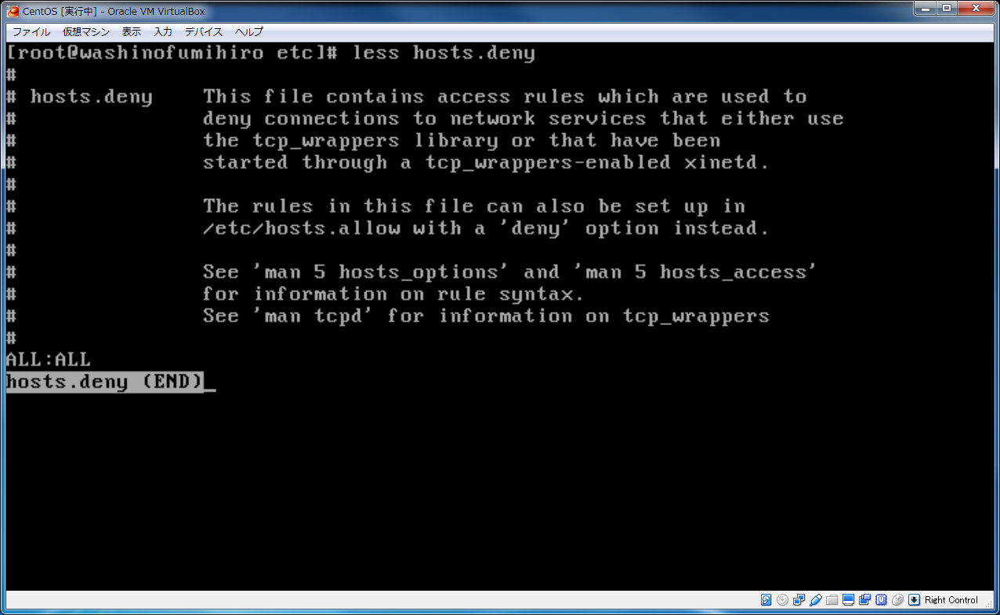 CentOS [実行中] - Oracle VM VirtualBox
ファイル 仮想マシン 表示 入力 デバイス ヘルプ
[root@washinofumihiro etc]# less hosts.deny
#
# hosts.deny    This file contains access rules which are used to
#               deny connections to network services that either use
#               the tcp_wrappers library or that have been
#               started through a tcp_wrappers-enabled xinetd.
#
#               The rules in this file can also be set up in
#               /etc/hosts.allow with a 'deny' option instead.
#
#               See 'man 5 hosts_options' and 'man 5 hosts_access'
#               for information on rule syntax.
#               See 'man tcpd' for information on tcp_wrappers
#
ALL:ALL
hosts.deny (END)_
Right Control